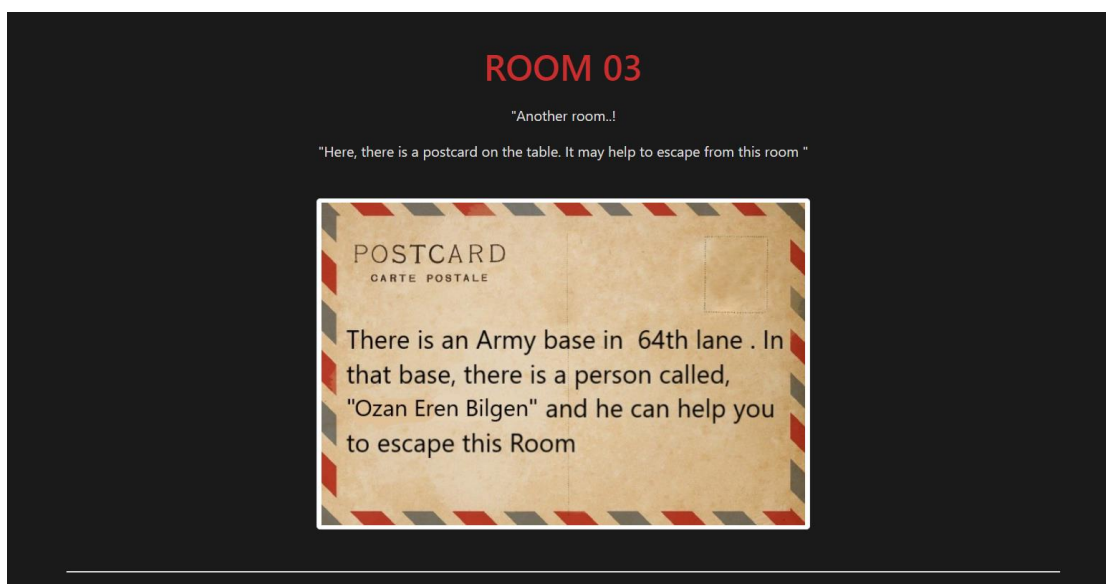 ROOM 03
"Another room..!
"Here, there is a postcard on the table. It may help to escape from this room "
POSTCARD
CARTE POSTALE
There is an Army base in 64th lane . In
that base, there is a person called,
"Ozan Eren Bilgen" and he can help you
to escape this Room